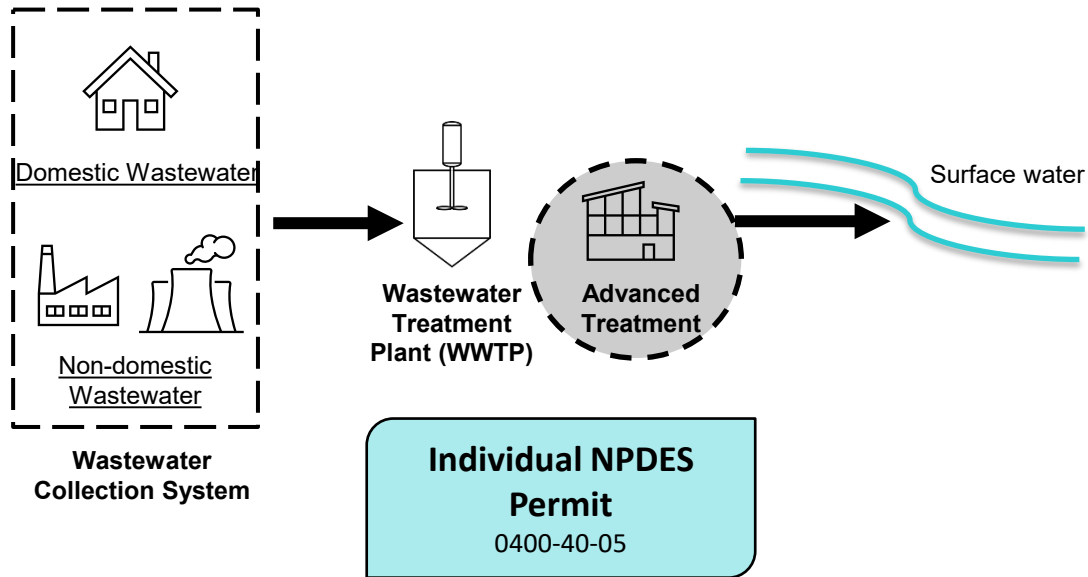 Domestic Wastewater
Non-domestic
Wastewater
Wastewater
Collection System
Wastewater
Treatment
Plant (WWTP)
Advanced
Treatment
Surface water
Individual NPDES
Permit
0400-40-05